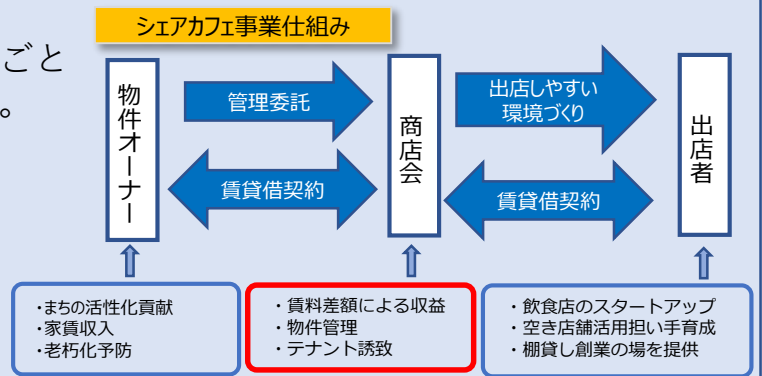 シェアカフェ事業仕組み
ごと
。
物件オーナー
管理委託
賃貸借契約
商店会
出店しやすい
環境づくり
賃貸借契約
出店者
・まちの活性化貢献
・家賃収入
・老朽化予防
・賃料差額による収益
・物件管理
・テナント誘致
・飲食店のスタートアップ
・空き店舗活用担い手育成
・棚貸し創業の場を提供